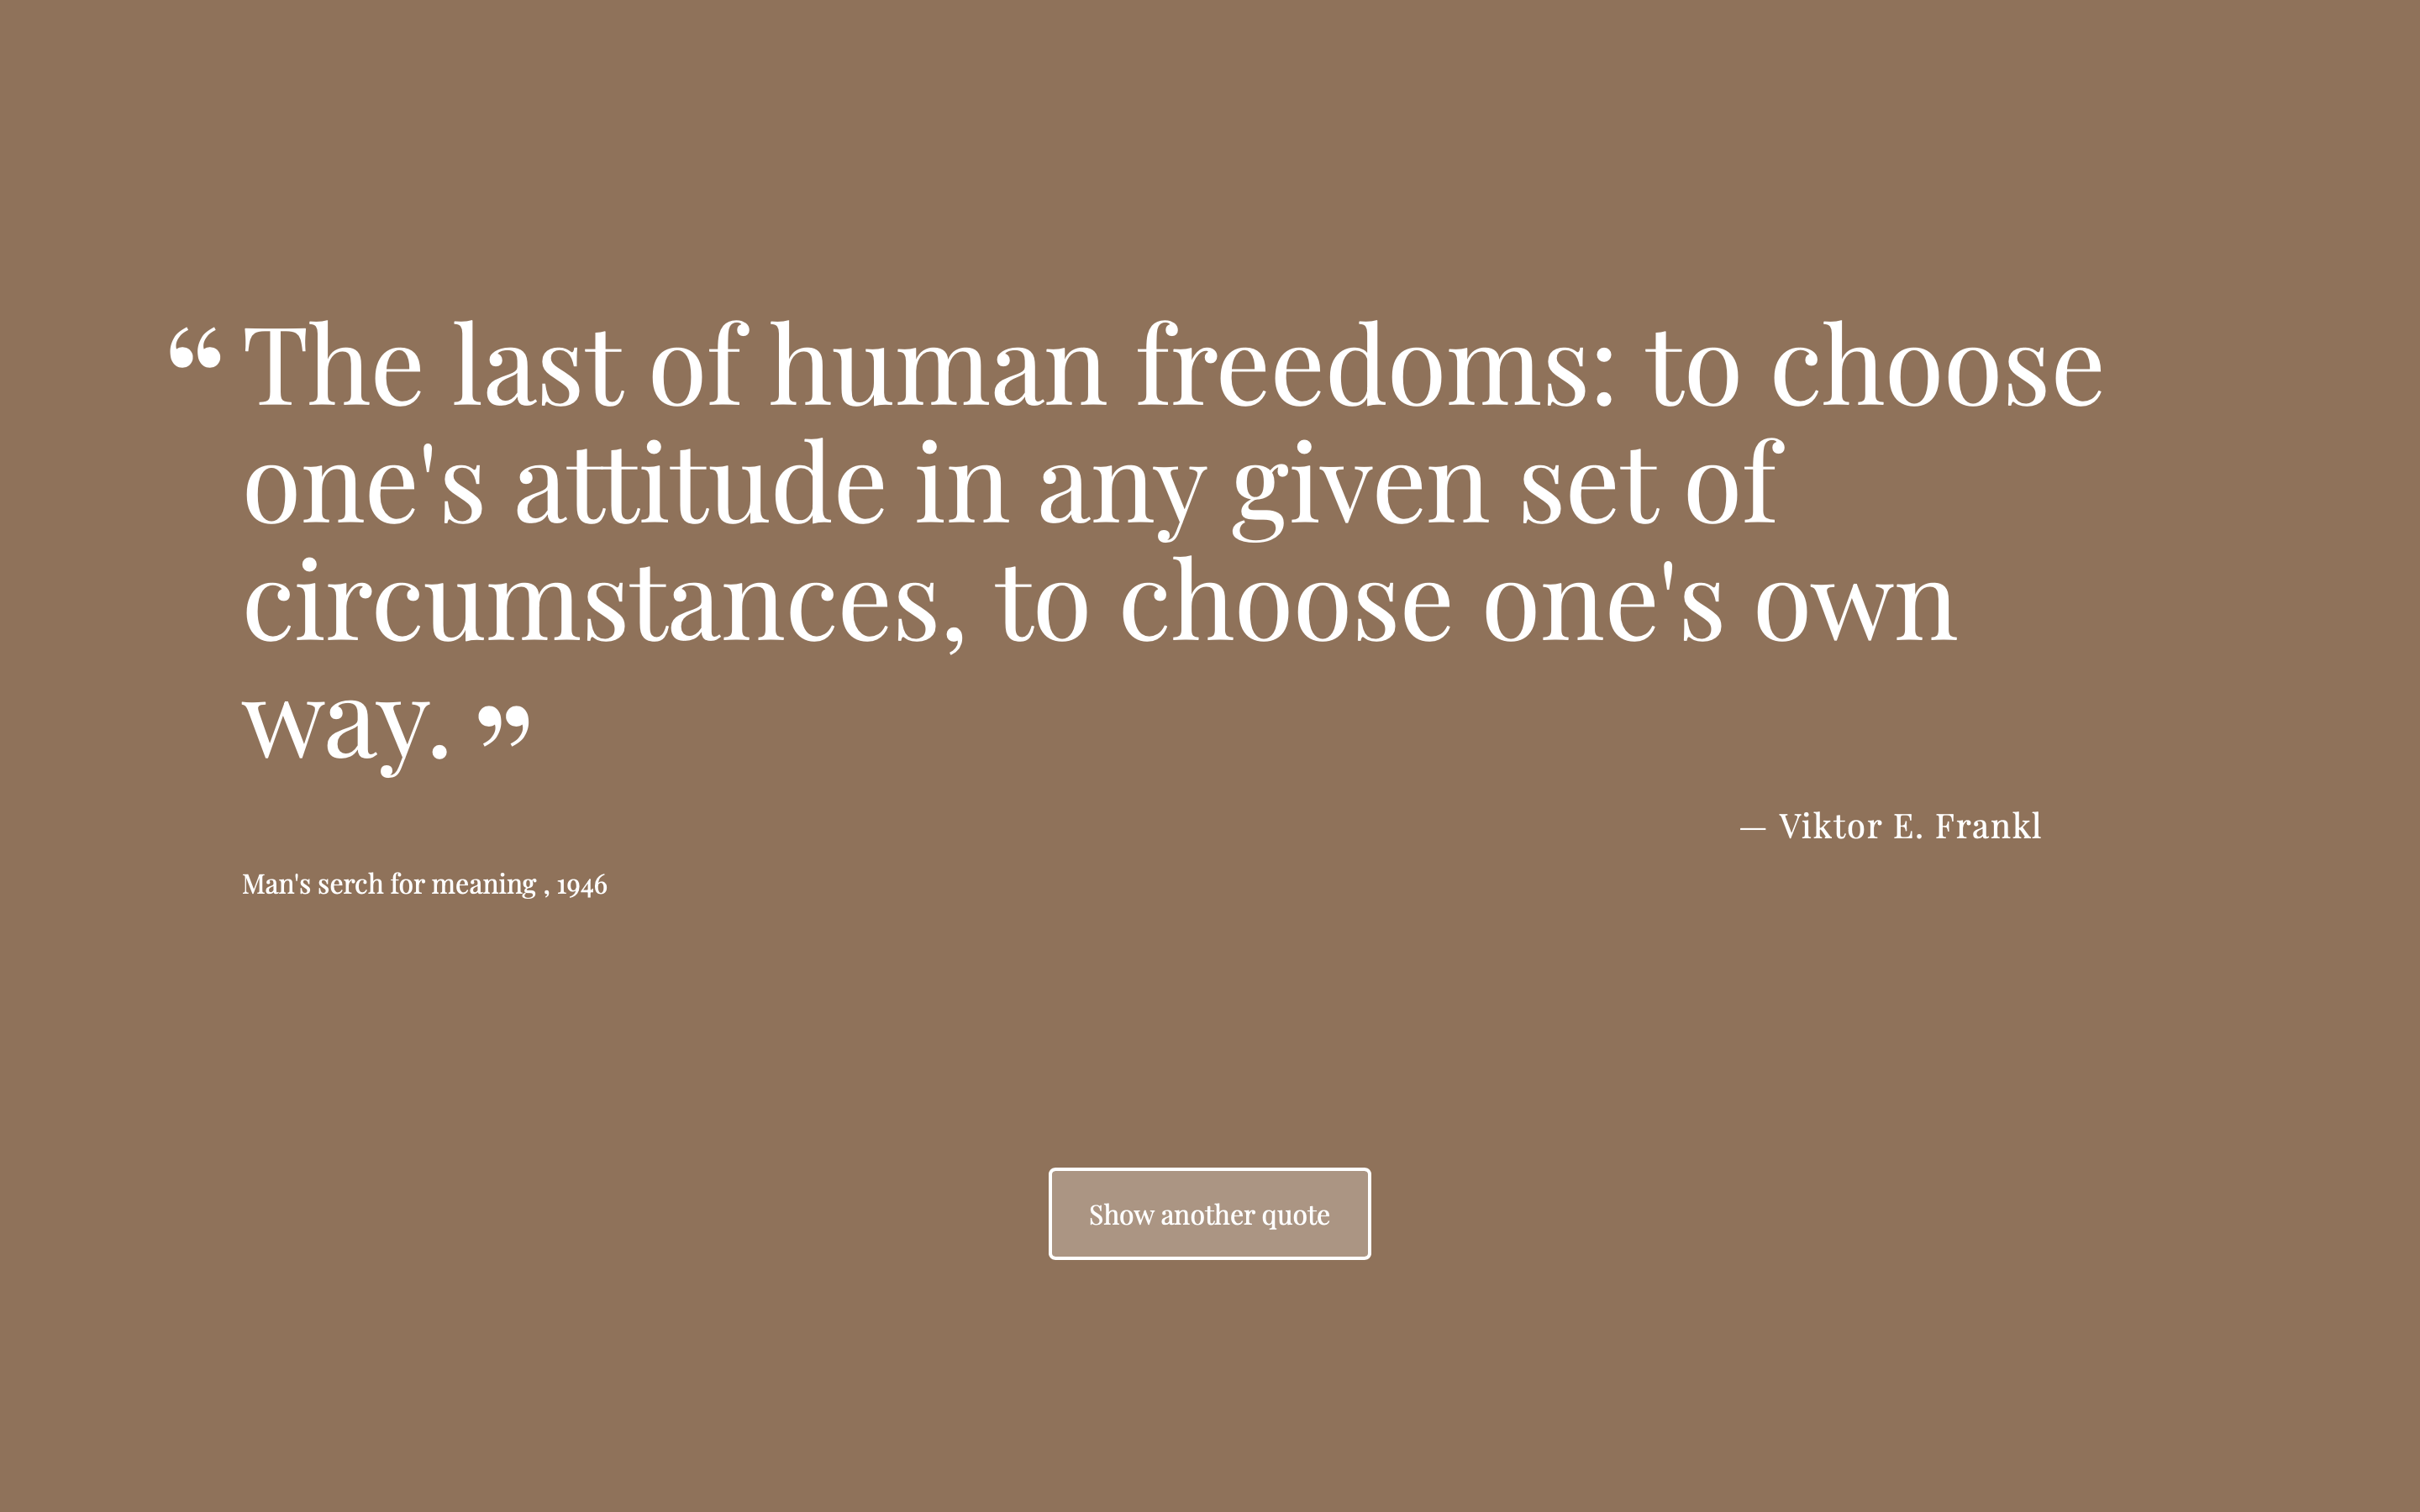 “ The last of human freedoms: to choose
one's attitude in any given set of
circumstances, to choose one's own
way. ”
— Viktor E. Frankl
Man's serch for meaning , 1946
Show another quote